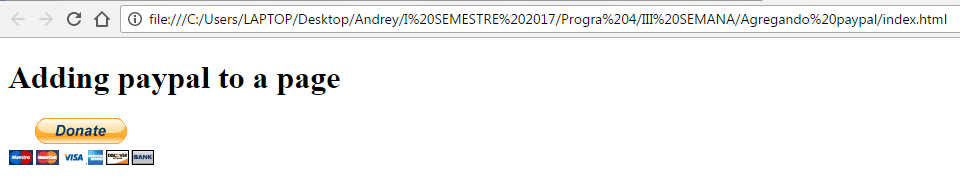 file:///C:/Users/LAPTOP/Desktop/Andrey/I%20SEMESTRE%202017/Progra%204/III%20SEMANA/Agregando%20paypal/index.html
Adding paypal to a page
Donate
Maestro VISA BANK